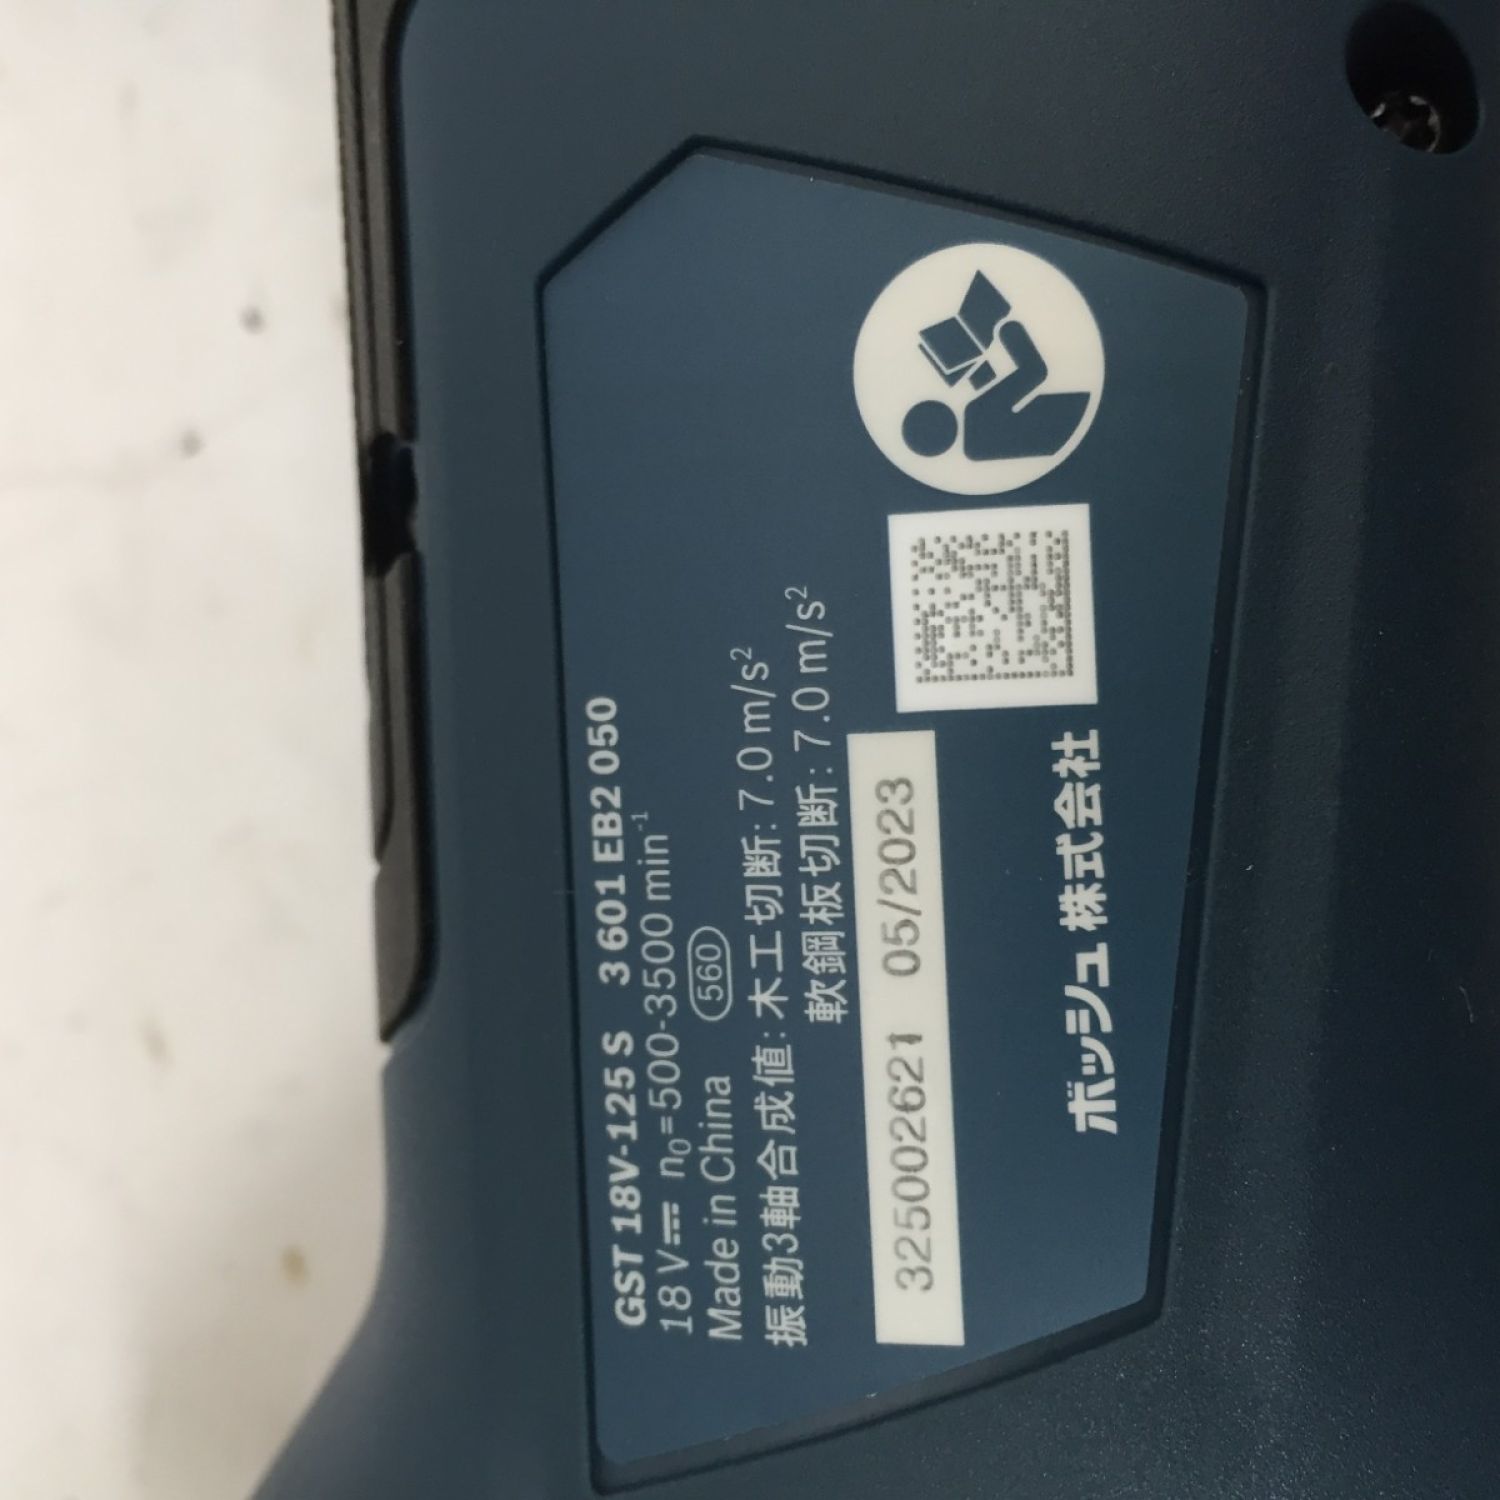 GST 18V-125 S 3 601 EB2 050
18 V⎓ n₀=500-3500 min⁻¹
Made in China 560
振動3軸合成値: 木工切断: 7.0 m/s²
軟鋼板切断: 7.0 m/s²
325002621 05/2023
ボッシュ 株式会社